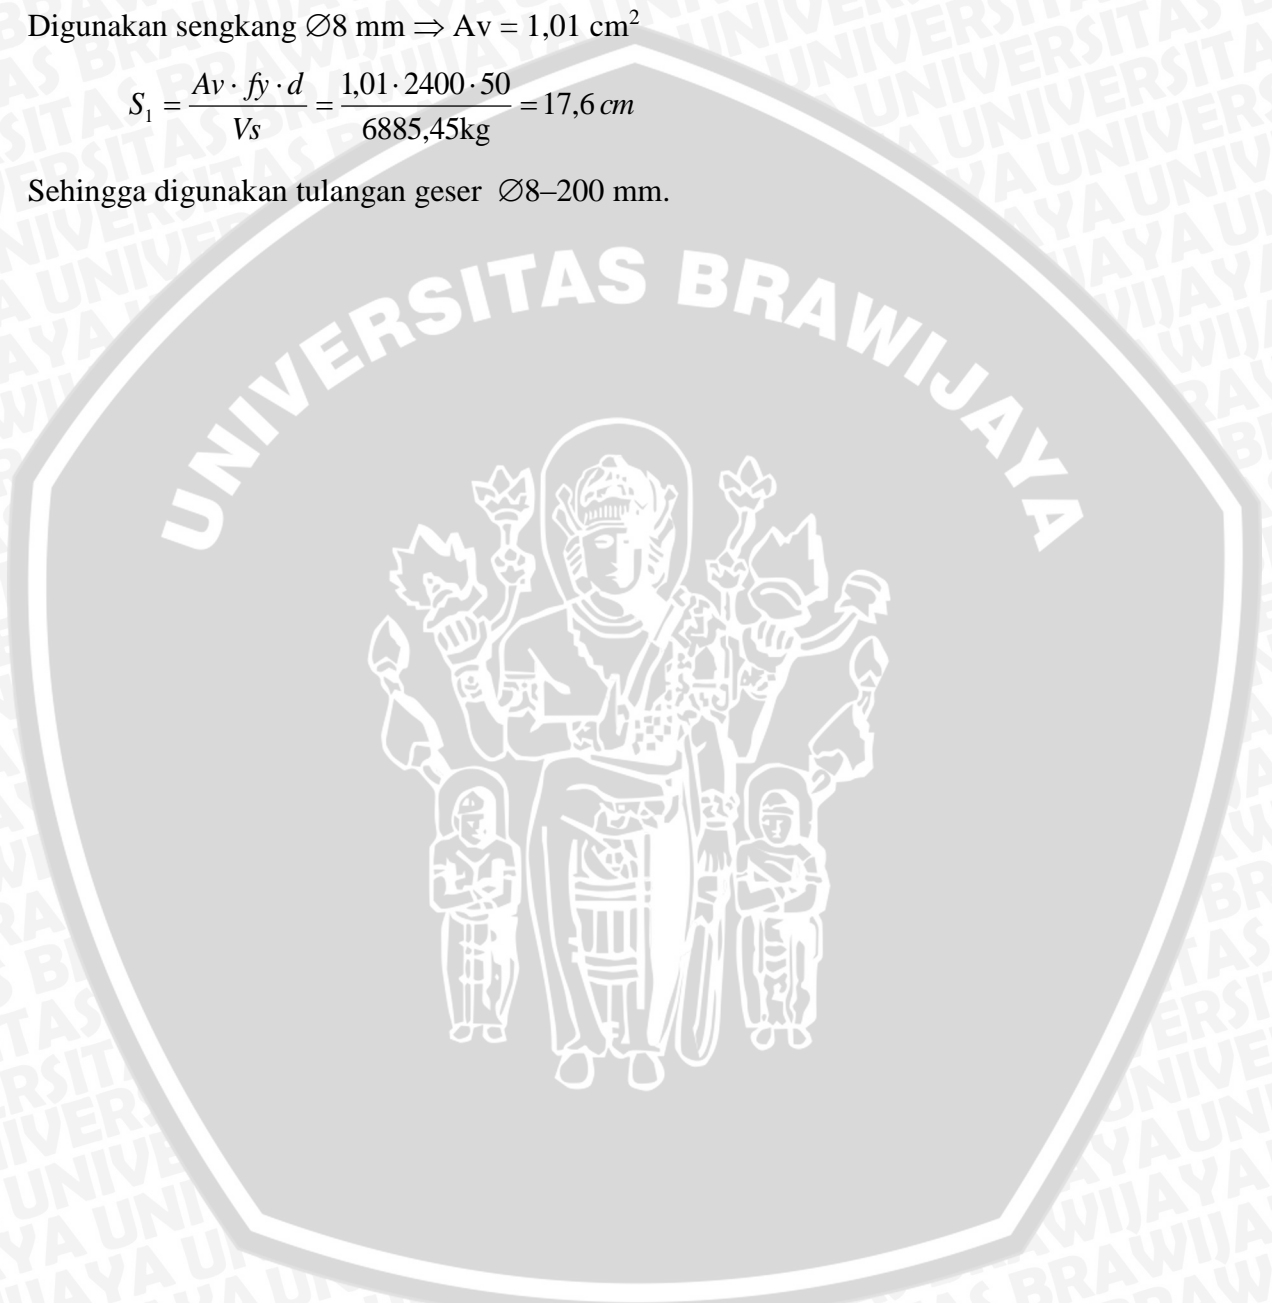 Digunakan sengkang ∅8 mm ⇒ Av = 1,01 cm²
S₁ = (Av · fy · d) / Vs = (1,01 · 2400 · 50) / 6885,45kg = 17,6 cm
Sehingga digunakan tulangan geser ∅8–200 mm.
UNIVERSITAS BRAWIJAYA